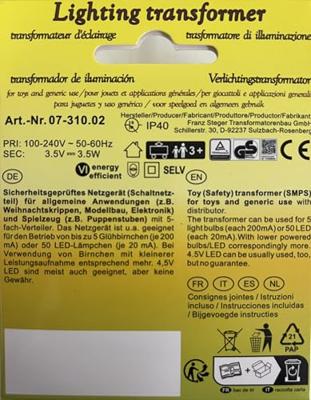 Lighting transformer
transformateur d'éclairage trasformatore di illuminazione
transformador de iluminación Verlichtingstransformator
for toys and generic use/pour jouets et applications générales/per giocattoli e applicazioni generali/
para juguetes y uso genérico/voor speelgoed en algemeen gebruik
Art.-Nr. 07-310.02
Hersteller/Producer/Fabricant/Produttore/Productor/Fabrikant
Franz Steger Transformatorenbau GmbH
Schillerstr. 30, D-92237 Sulzbach-Rosenberg
IP40
PRI: 100-240V ~ 50-60Hz
SEC: 3.5V 3.5W
3+
VI energy efficient
SELV
DE
Sicherheitsgeprüftes Netzgerät (Schaltnetz-
teil) für allgemeine Anwendungen (z.B.
Weihnachtskrippen, Modellbau, Elektronik)
und Spielzeug (z.B. Puppenstuben) mit 5-
fach-Verteiler. Das Netzgerät ist u.a. geeignet
für den Betrieb von bis zu 5 Glühbirnchen (je 200
mA) oder 50 LED-Lämpchen (je 20 mA). Bei
Verwendung von Birnchen mit kleinerer
Leistungsaufnahme entsprechend mehr. 4,5V
LED sind meist auch geeignet, aber keine
Gewähr.
EN
Toy (Safety) transformer (SMPS)
for toys and generic use with
The transformer can be used for 5
light bulbs (each 200mA) or 50 LED
(each 20mA). With lower powered
bulbs/LED correspondingly more.
4.5V LED can be usually used, too,
but no guarantee.
FR IT ES NL
Consignes jointes / Istruzioni
incluso / Instrucciones incluidas
/ Bijgevoegde instructies
21
PAP
FR